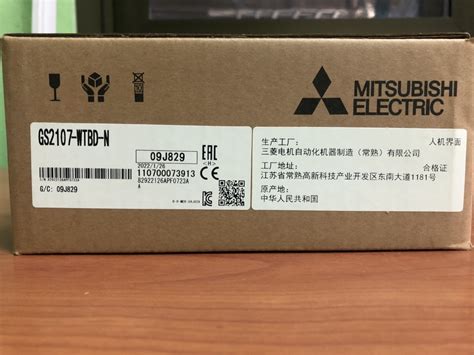 MITSUBISHI
ELECTRIC
GS2107-WTBD-N
09J829
2022/1/26
110700073913
82922126APF0723A
A
G/C: 09J829
EAC
生产工厂: 人机界面
三菱电机自动化机器制造（常熟）有限公司
工厂地址: 合格证
江苏省常熟高新科技产业开发区东南大道1181号
原产地:
中华人民共和国